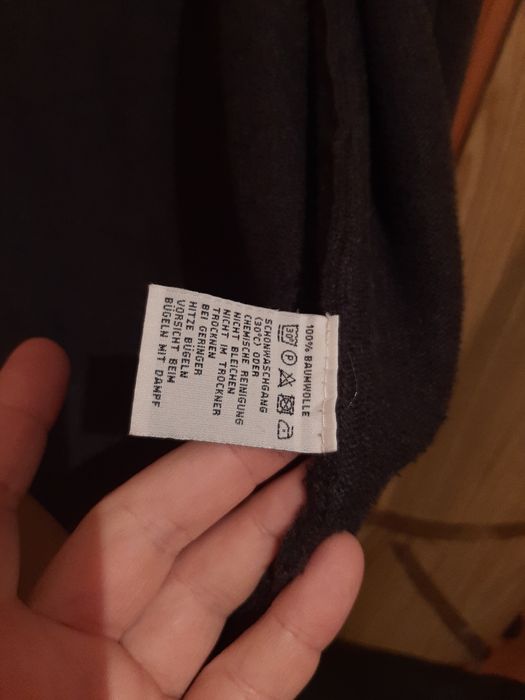 100% BAUMWOLLE
30° P
SCHONWASCHGANG
(30°C) ODER
CHEMISCHE REINIGUNG
NICHT BLEICHEN
NICHT IM TROCKNER
TROCKNEN
BEI GERINGER
HITZE BÜGELN
VORSICHT BEIM
BÜGELN MIT DAMPF